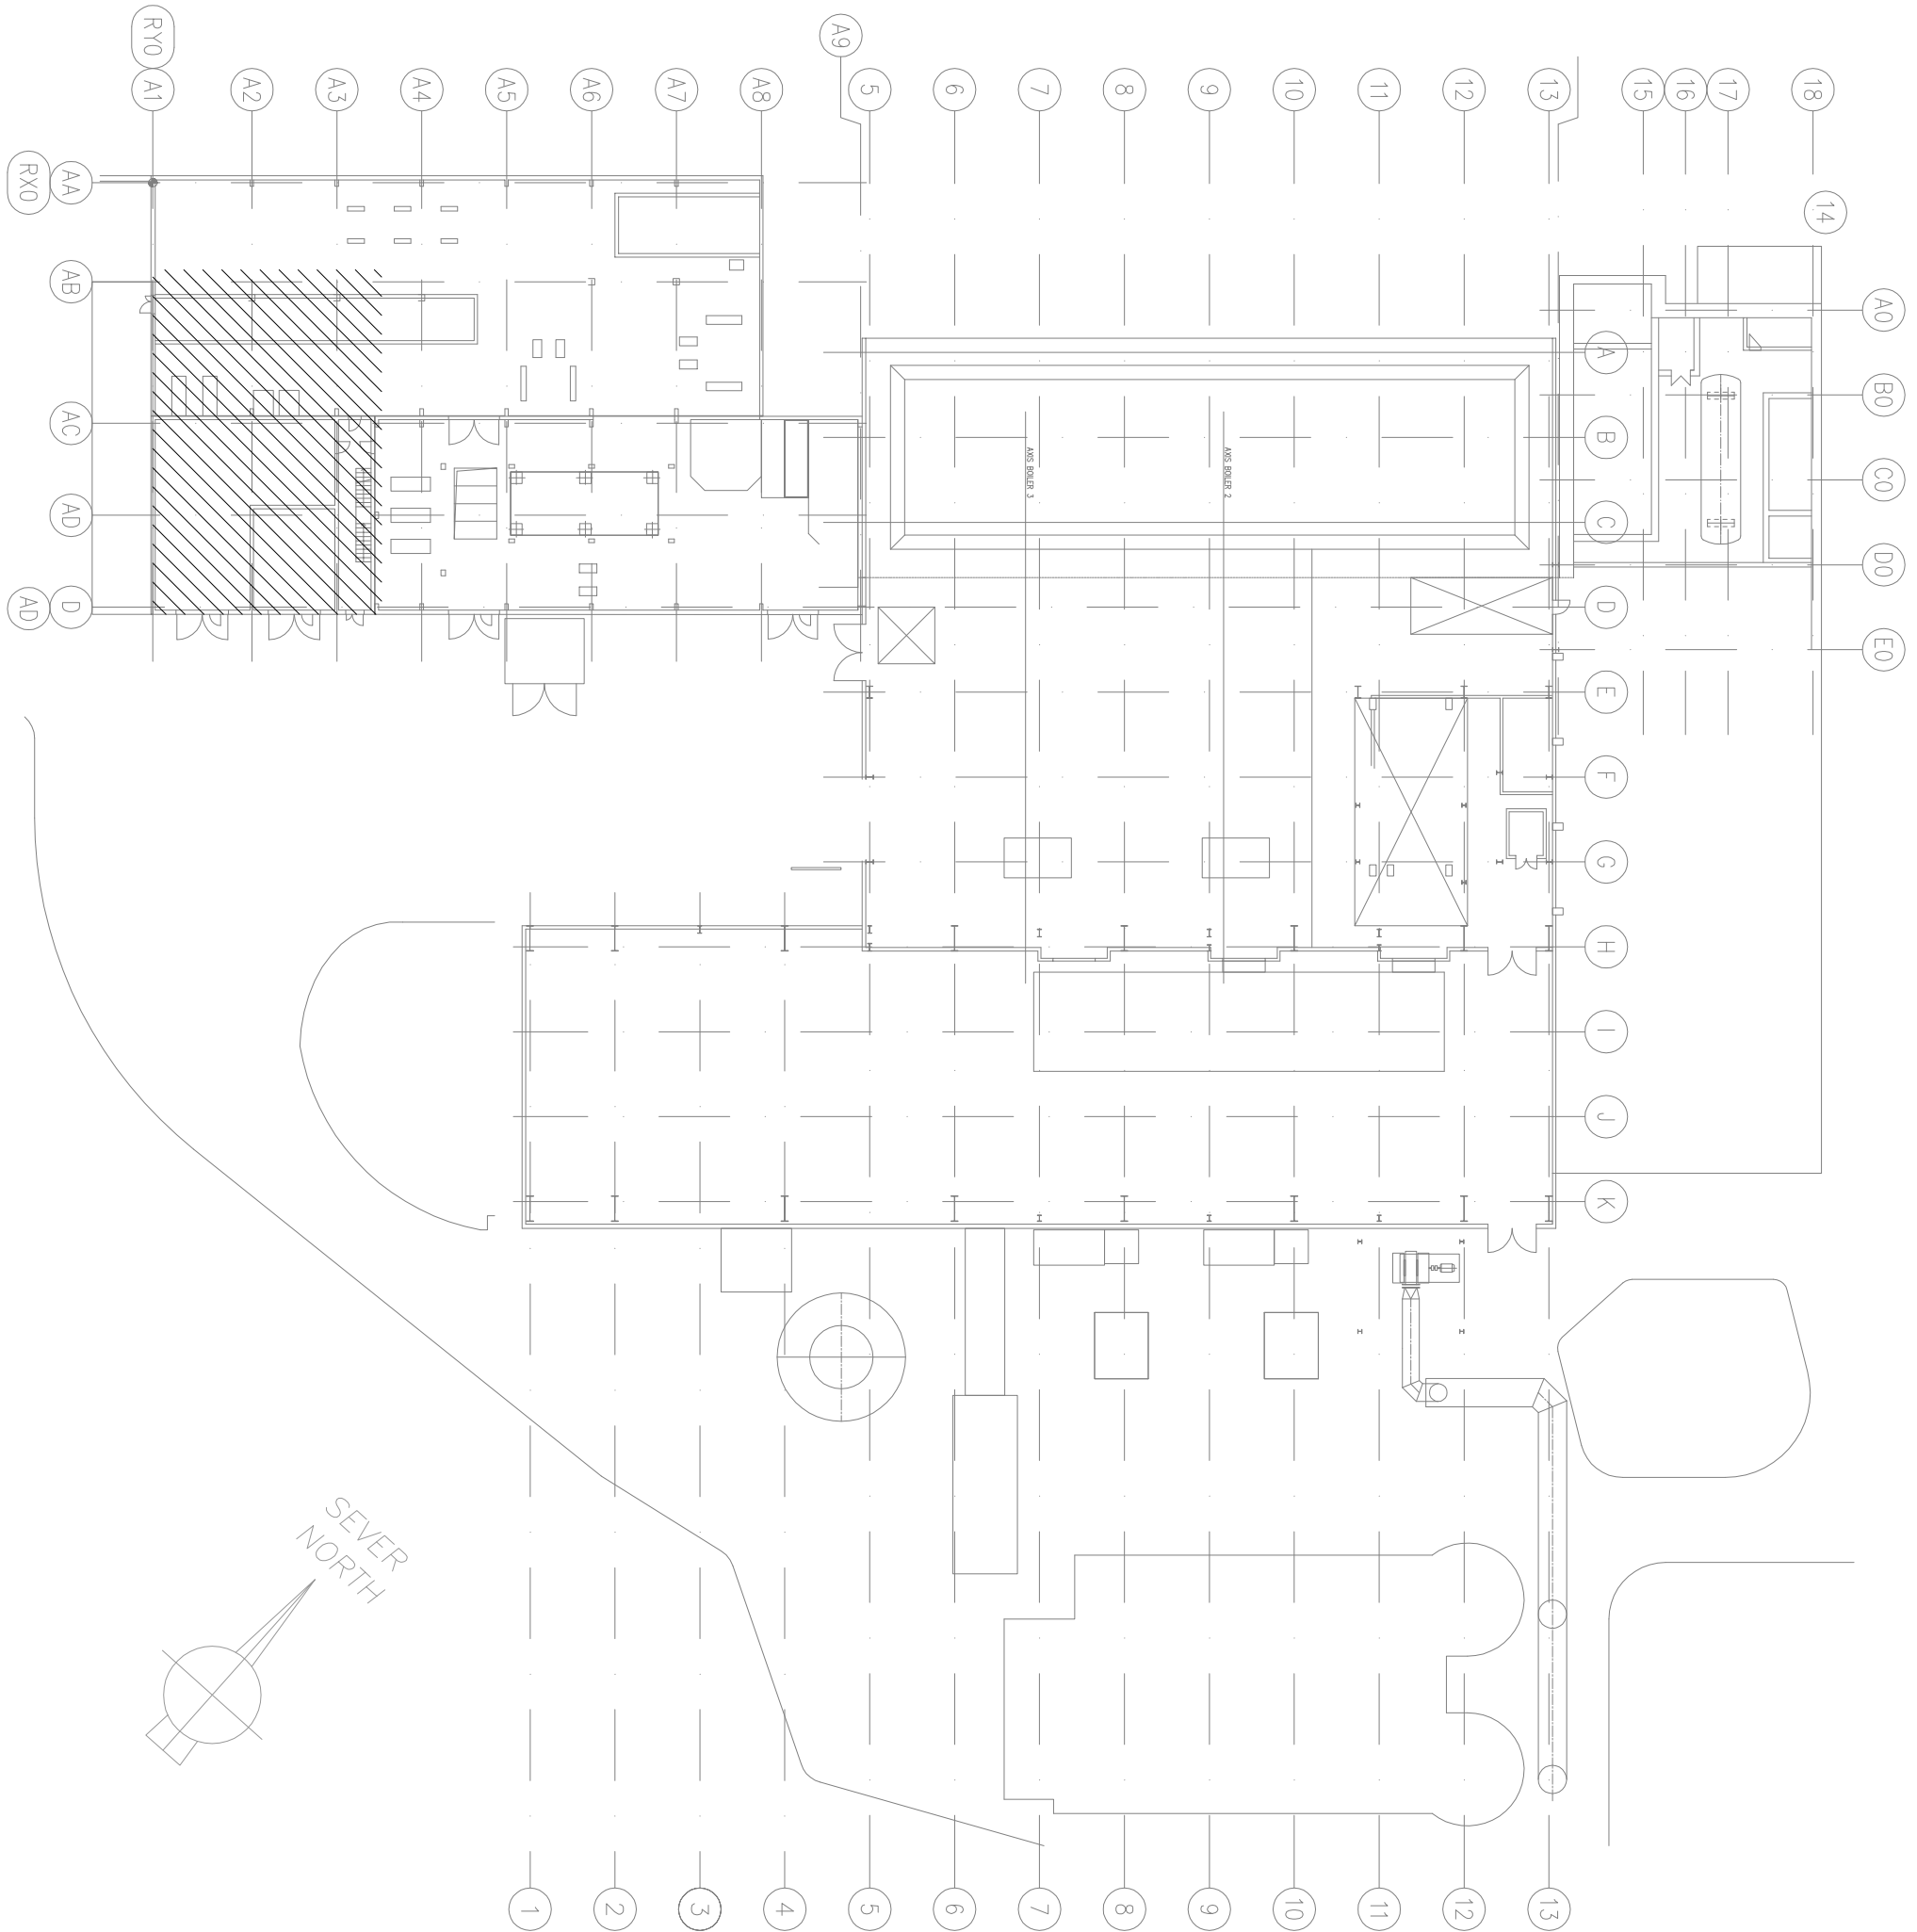 RY0
A1
A2
A3
A4
A5
A6
A7
A8
A9
5
6
7
8
9
10
11
12
13
15
16
17
18
14
RX0
AA
AB
AC
AD
AD
D
A0
B0
C0
D0
E0
A
B
C
D
E
F
G
H
I
J
K
AXIS BOILER 3
AXIS BOILER 2
SEVER
NORTH
1
2
3
4
5
6
7
8
9
10
11
12
13